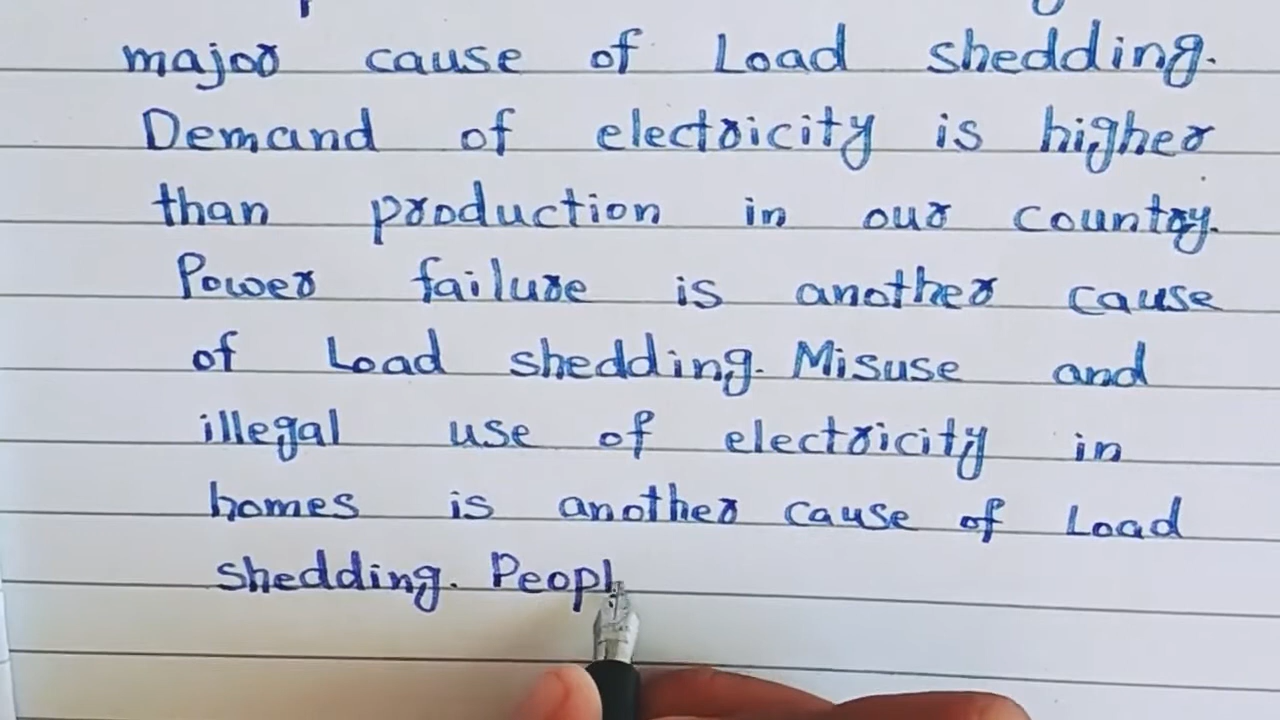 major cause of Load shedding.
Demand of electricity is higher
than production in our country.
Power failure is another cause
of Load shedding. Misuse and
illegal use of electricity in
homes is another cause of Load
shedding. Peopl